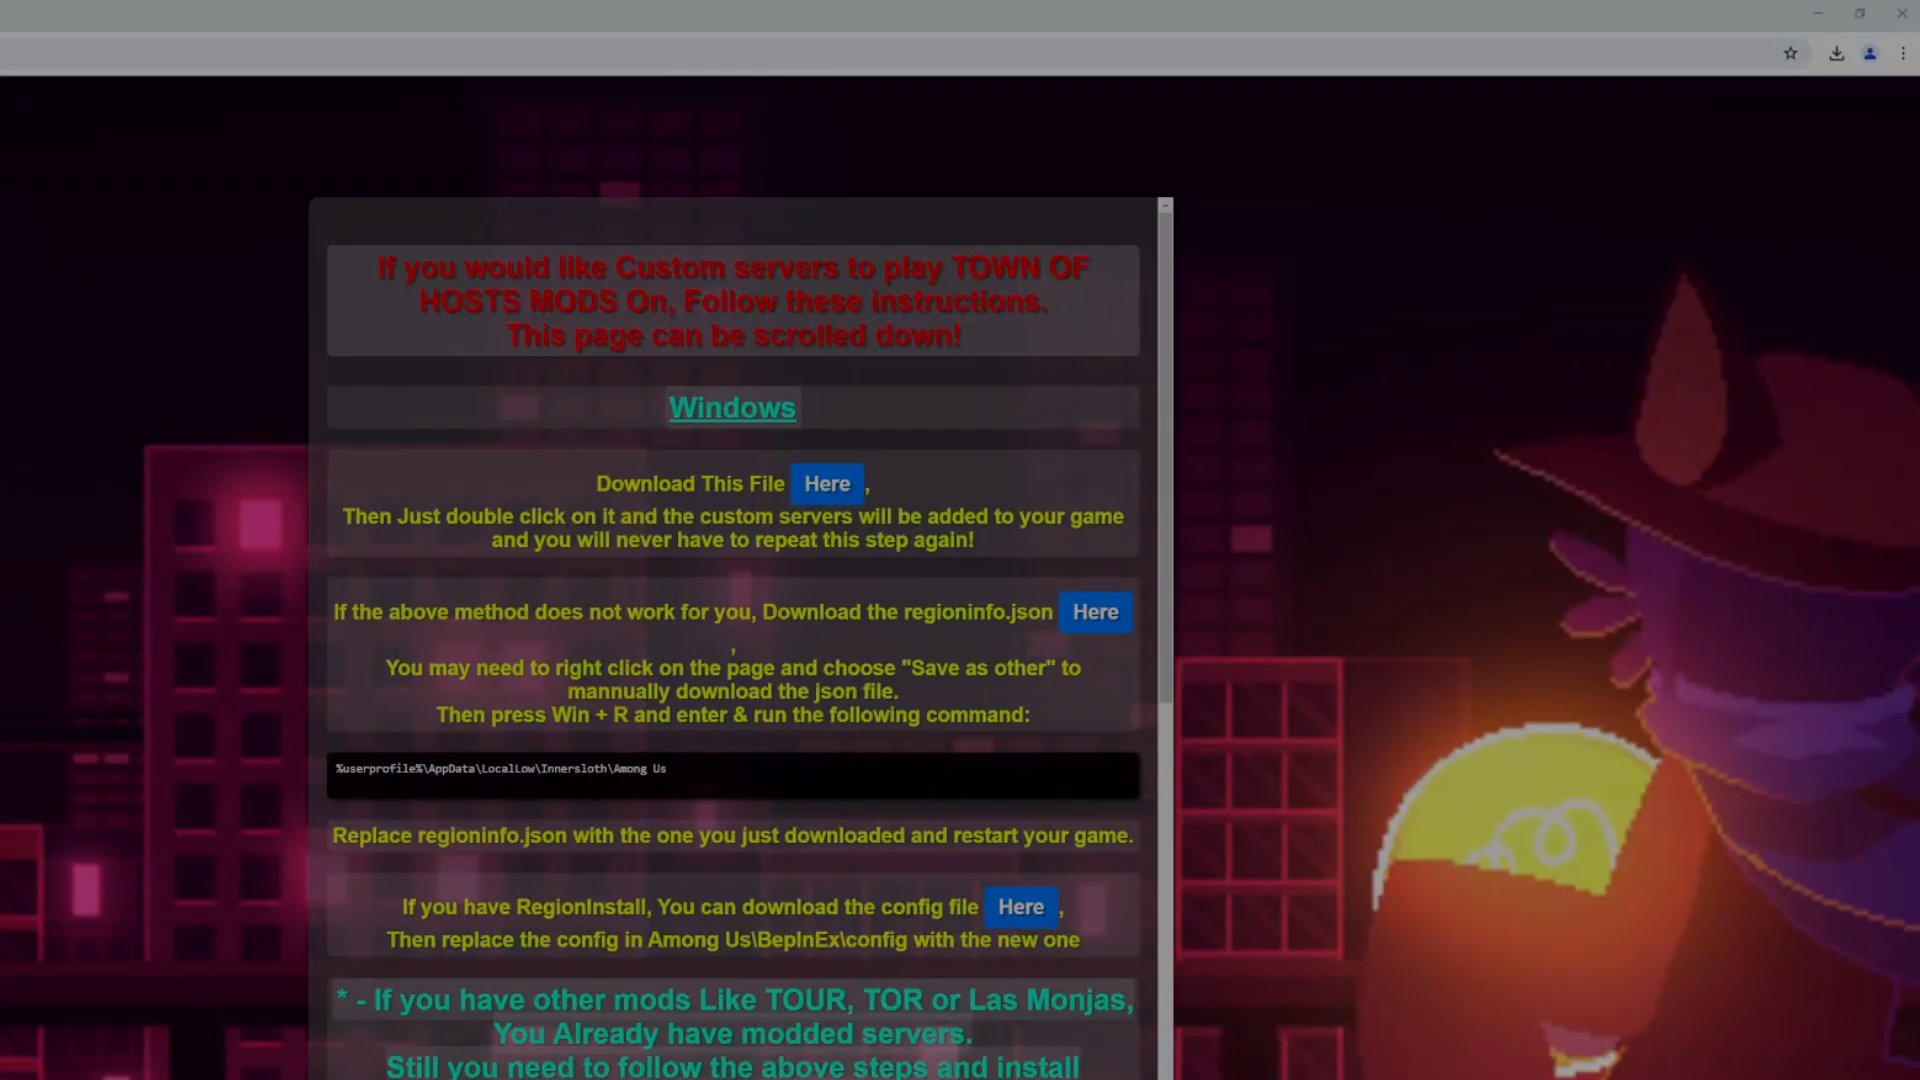 If you would like Custom servers to play TOWN OF
HOSTS MODS On, Follow these instructions.
This page can be scrolled down!
Windows
Download This File Here ,
Then Just double click on it and the custom servers will be added to your game
and you will never have to repeat this step again!
If the above method does not work for you, Download the regioninfo.json Here
,
You may need to right click on the page and choose "Save as other" to
mannually download the json file.
Then press Win + R and enter & run the following command:
%userprofile%\AppData\LocalLow\Innersloth\Among Us
Replace regioninfo.json with the one you just downloaded and restart your game.
If you have RegionInstall, You can download the config file Here ,
Then replace the config in Among Us\BepInEx\config with the new one
* - If you have other mods Like TOUR, TOR or Las Monjas,
You Already have modded servers.
Still you need to follow the above steps and install